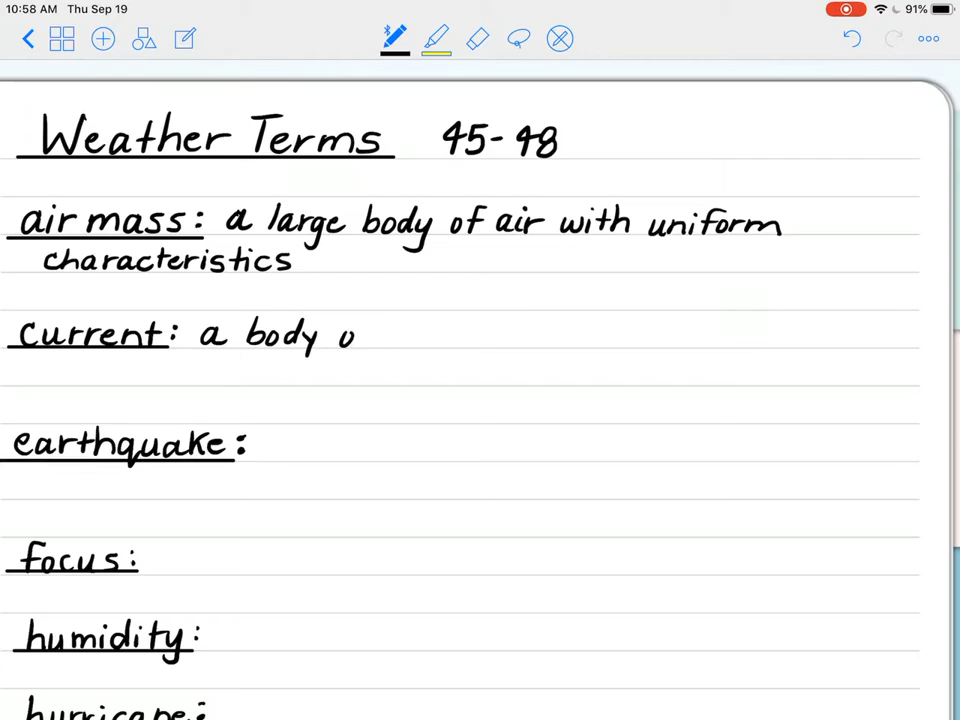 10:58 AM Thu Sep 19
91%
Weather Terms 45-48
air mass: a large body of air with uniform
characteristics
current: a body o
earthquake:
focus:
humidity:
hurricane: